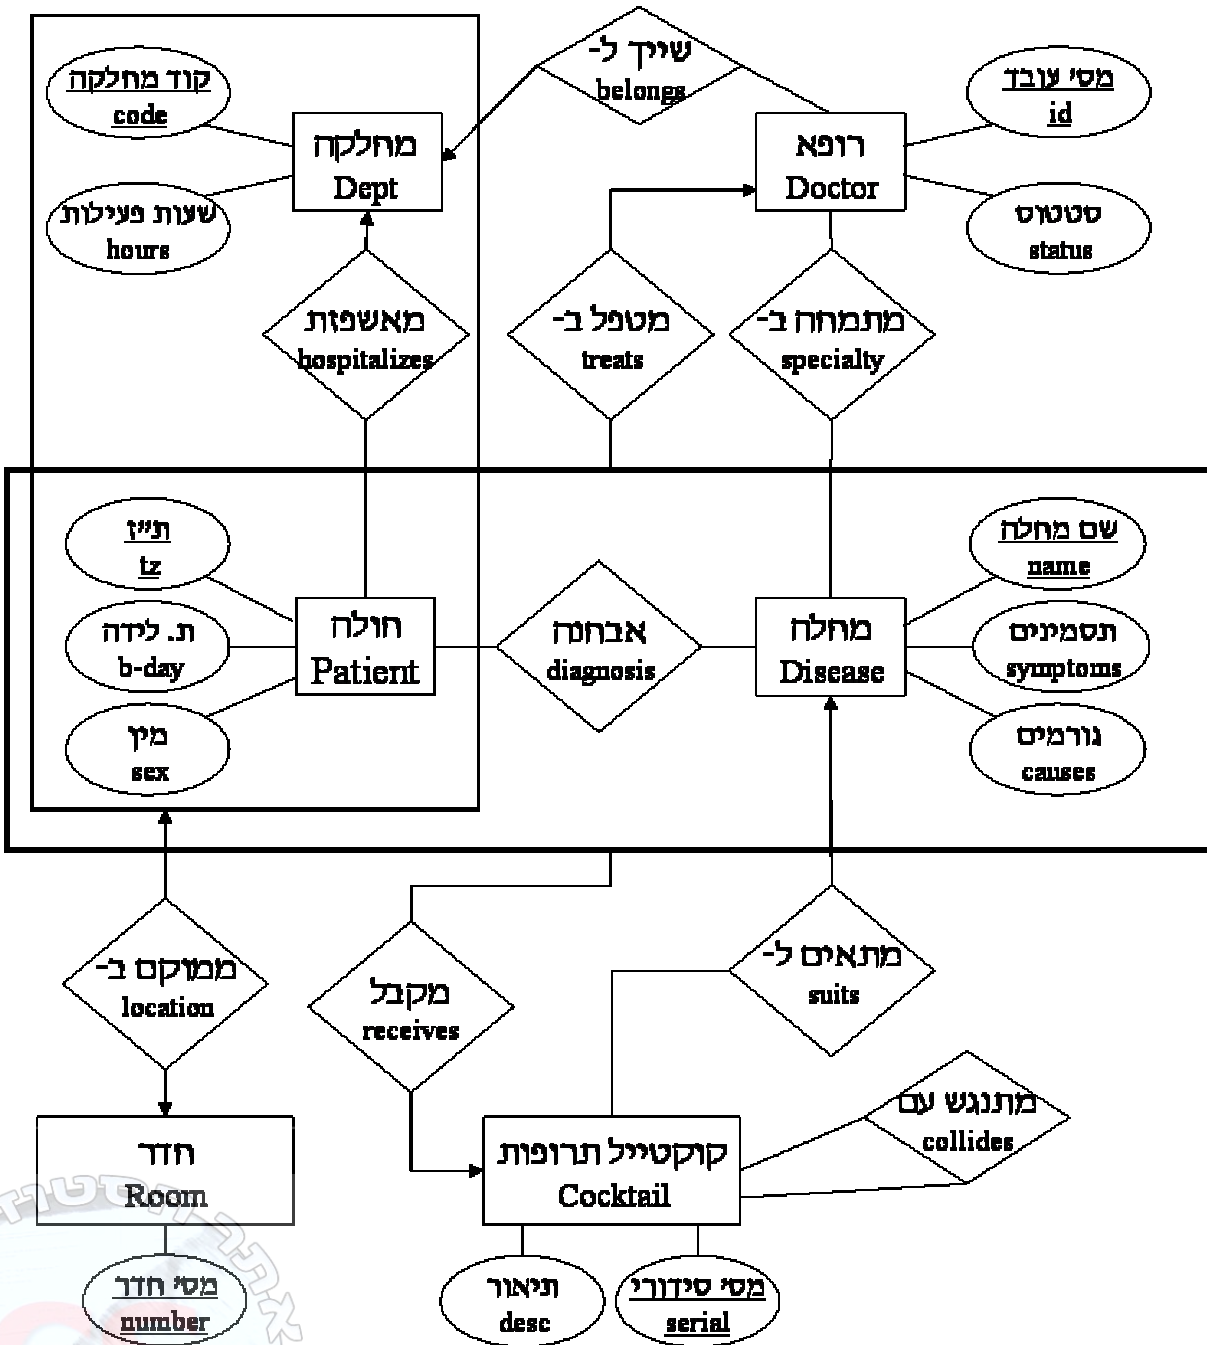 שייך ל-
belongs
קוד מחלקה
code
מס׳ עובד
id
מחלקה
Dept
רופא
Doctor
שעות פעילות
hours
סטטוס
status
מאשפזת
hospitalizes
מטפל ב-
treats
מתמחה ב-
specialty
ת״ז
tz
שם מחלה
name
חולה
Patient
אבחנה
diagnosis
מחלה
Disease
ת. לידה
b-day
תסמינים
symptoms
מין
sex
גורמים
causes
ממוקם ב-
location
מקבל
receives
מתאים ל-
suits
מתנגש עם
collides
חדר
Room
קוקטייל תרופות
Cocktail
מס׳ חדר
number
תיאור
desc
מס׳ סידורי
serial